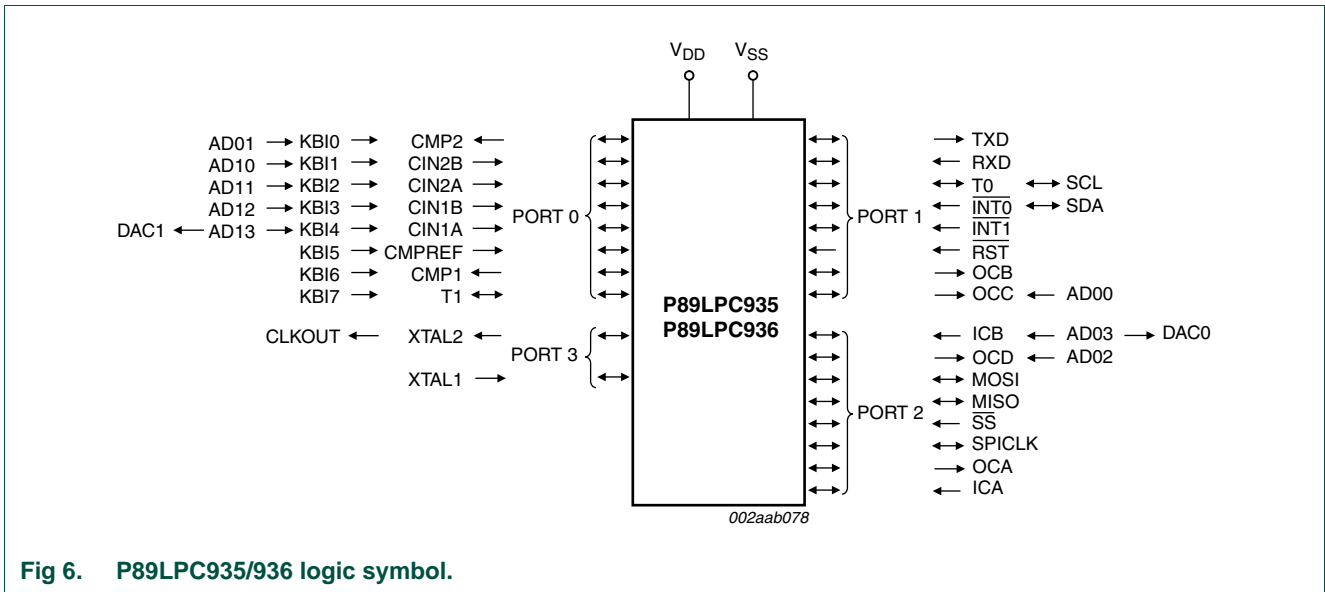 VDD VSS
AD01 KBI0 CMP2 TXD
AD10 KBI1 CIN2B RXD
AD11 KBI2 CIN2A T0 SCL
AD12 KBI3 CIN1B PORT 0 PORT 1 INT0 SDA
DAC1 AD13 KBI4 CIN1A INT1
KBI5 CMPREF RST
KBI6 CMP1 OCB
KBI7 T1 OCC AD00
P89LPC935
P89LPC936
CLKOUT XTAL2 ICB AD03 DAC0
PORT 3 OCD AD02
XTAL1 MOSI
MISO
PORT 2 SS
SPICLK
OCA
ICA
002aab078
Fig 6. P89LPC935/936 logic symbol.